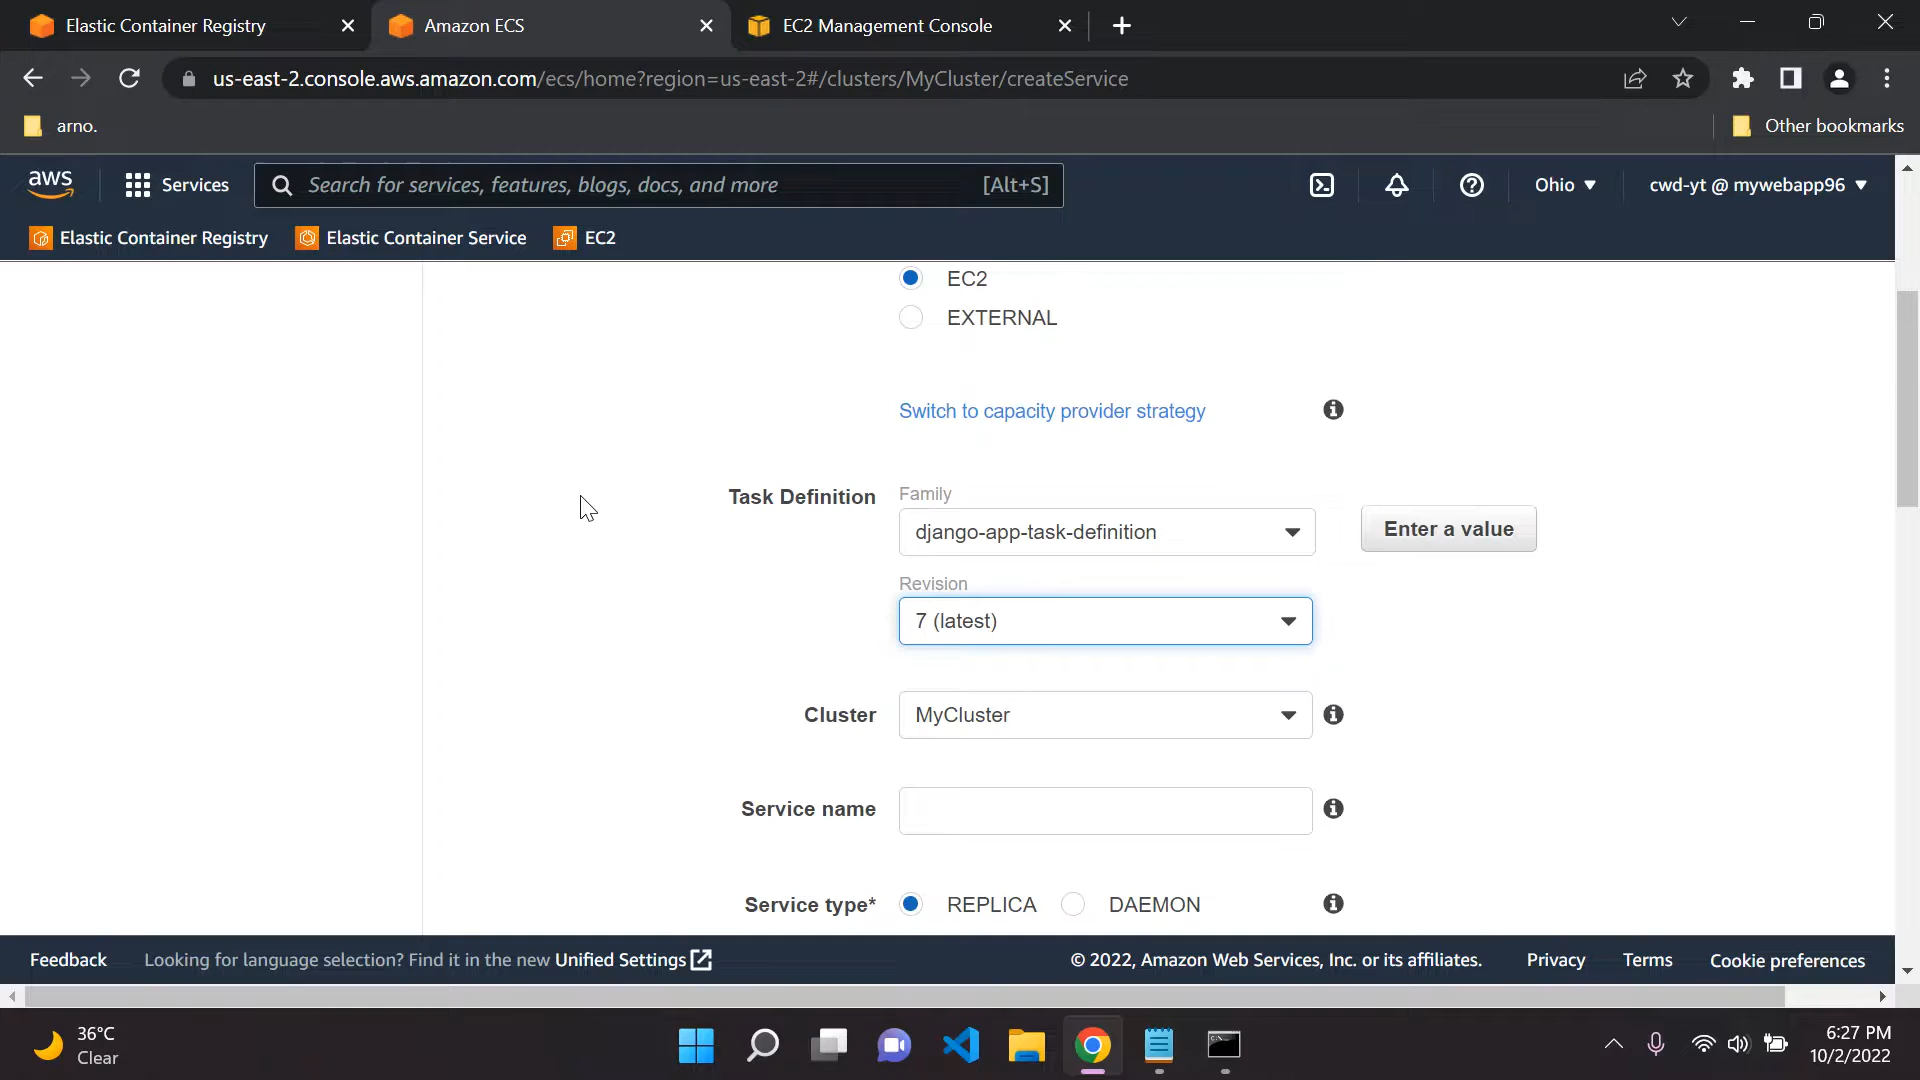 Elastic Container Registry
Amazon ECS
EC2 Management Console
us-east-2.console.aws.amazon.com/ecs/home?region=us-east-2#/clusters/MyCluster/createService
arno.
Other bookmarks
aws
Services
Search for services, features, blogs, docs, and more
[Alt+S]
Ohio
cwd-yt @ mywebapp96
Elastic Container Registry
Elastic Container Service
EC2
EC2
EXTERNAL
Switch to capacity provider strategy
Task Definition
Family
django-app-task-definition
Enter a value
Revision
7 (latest)
Cluster
MyCluster
Service name
Service type*
REPLICA
DAEMON
Feedback
Looking for language selection? Find it in the new Unified Settings
© 2022, Amazon Web Services, Inc. or its affiliates.
Privacy
Terms
Cookie preferences
36°C
Clear
6:27 PM
10/2/2022